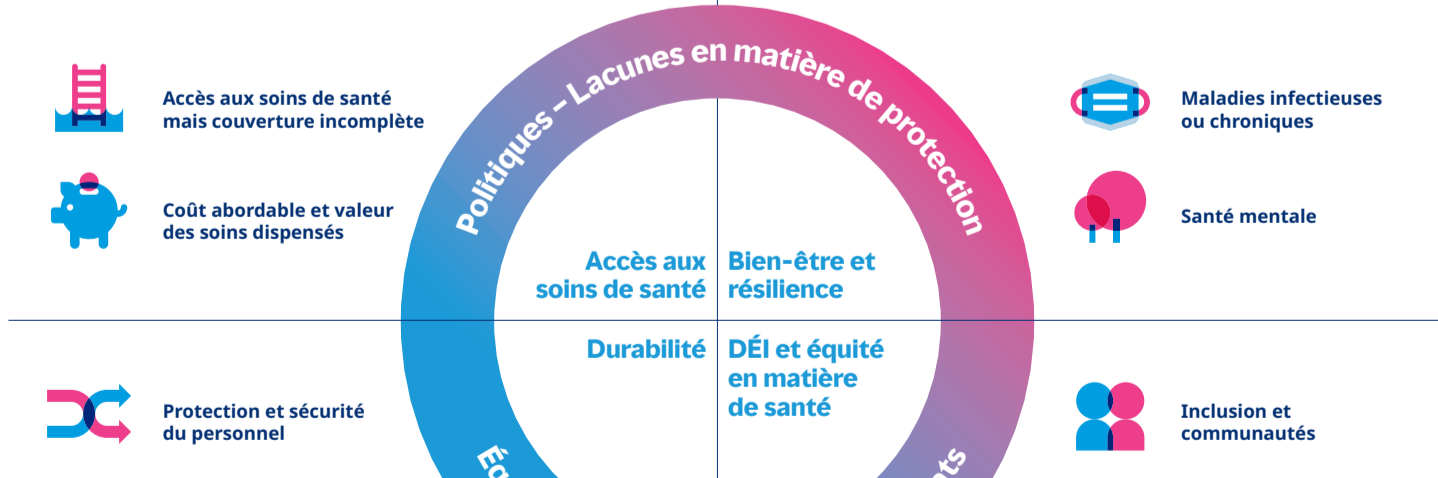 Politiques – Lacunes en matière de protection
Accès aux soins de santé
mais couverture incomplète
Coût abordable et valeur
des soins dispensés
Maladies infectieuses
ou chroniques
Santé mentale
Accès aux
soins de santé
Bien-être et
résilience
Durabilité
DÉI et équité
en matière
de santé
Protection et sécurité
du personnel
Inclusion et
communautés